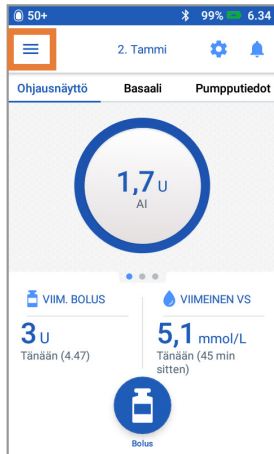 50+ 99% 6.34
2. Tammi
Ohjausnäyttö Basaali Pumpputiedot
1,7 U
AI
VIIM. BOLUS VIIMEINEN VS
3 U 5,1 mmol/L
Tänään (4.47) Tänään (45 min
sitten)
Bolus